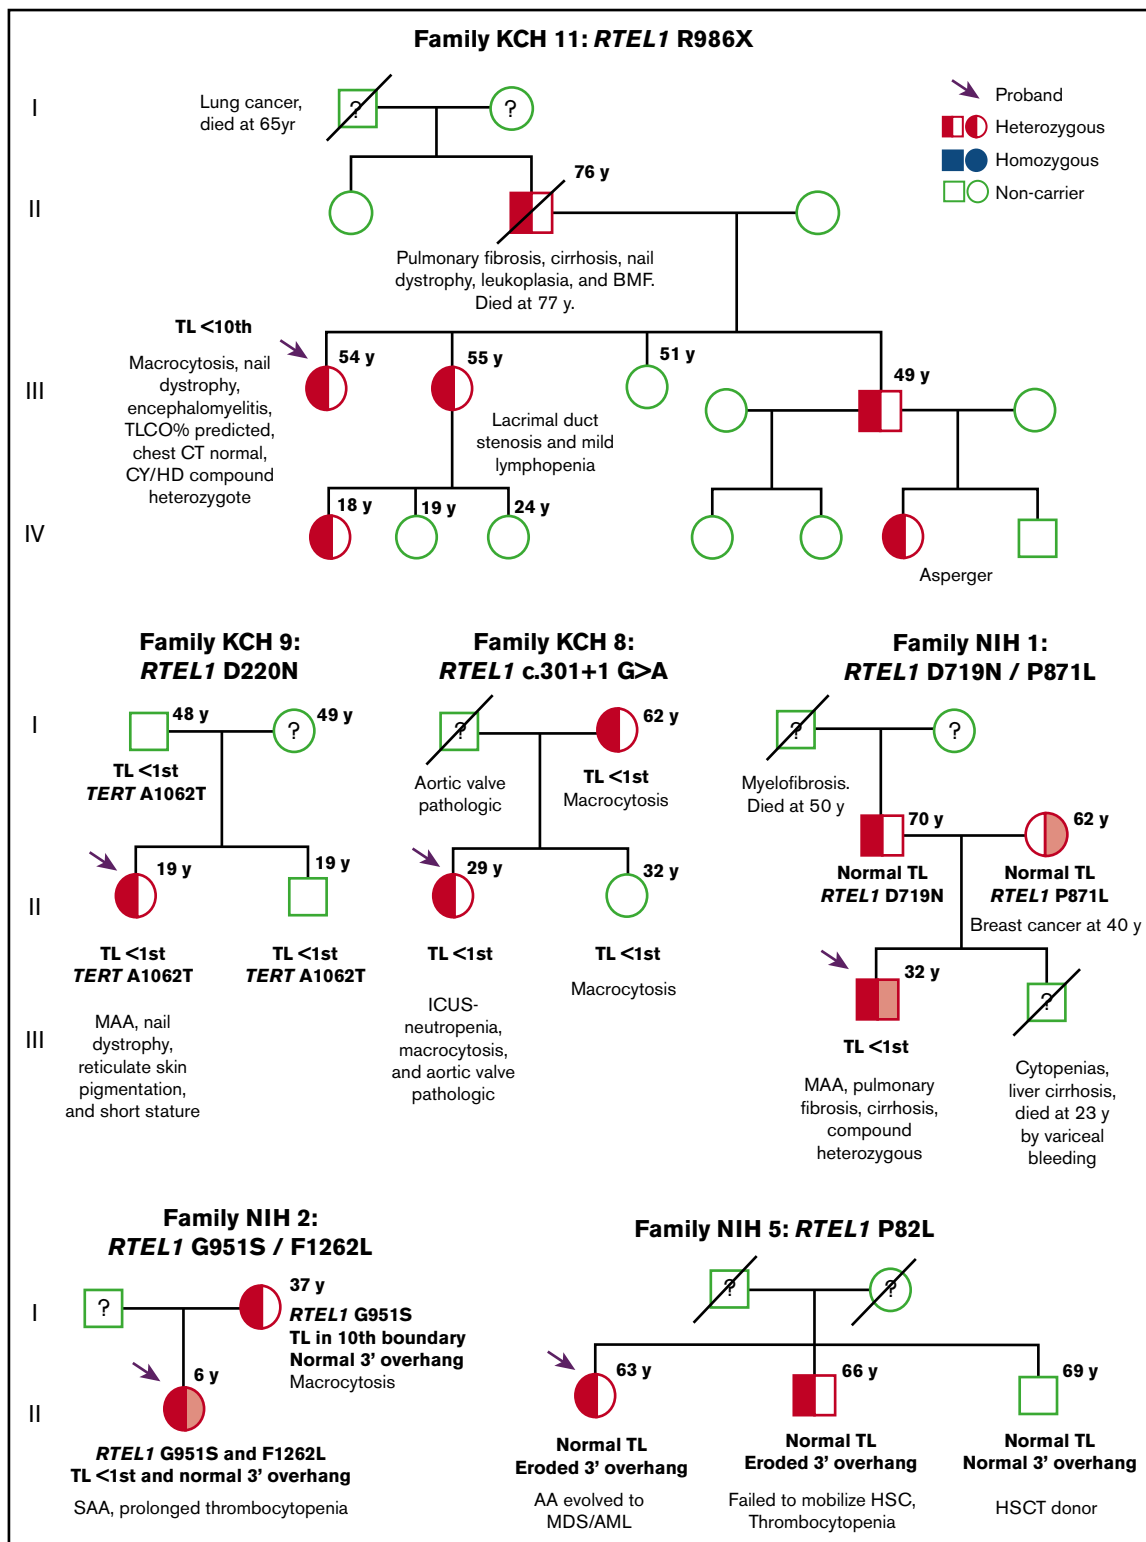 Family KCH 11: RTEL1 R986X
Proband
Heterozygous
Homozygous
Non-carrier
I
Lung cancer,
died at 65yr
?
?
II
76 y
Pulmonary fibrosis, cirrhosis, nail
dystrophy, leukoplasia, and BMF.
Died at 77 y.
III
TL <10th
54 y
55 y
51 y
49 y
Macrocytosis, nail
dystrophy,
encephalomyelitis,
TLCO% predicted,
chest CT normal,
CY/HD compound
heterozygote
Lacrimal duct
stenosis and mild
lymphopenia
IV
18 y
19 y
24 y
Asperger
Family KCH 9:
RTEL1 D220N
I
48 y
?
49 y
TL <1st
TERT A1062T
II
19 y
19 y
TL <1st
TERT A1062T
TL <1st
TERT A1062T
III
MAA, nail
dystrophy,
reticulate skin
pigmentation,
and short stature
Family KCH 8:
RTEL1 c.301+1 G>A
?
62 y
Aortic valve
pathologic
TL <1st
Macrocytosis
29 y
32 y
TL <1st
TL <1st
ICUS-
neutropenia,
macrocytosis,
and aortic valve
pathologic
Macrocytosis
Family NIH 1:
RTEL1 D719N / P871L
?
?
Myelofibrosis.
Died at 50 y
70 y
62 y
Normal TL
RTEL1 D719N
Normal TL
RTEL1 P871L
Breast cancer at 40 y
32 y
?
TL <1st
MAA, pulmonary
fibrosis, cirrhosis,
compound
heterozygous
Cytopenias,
liver cirrhosis,
died at 23 y
by variceal
bleeding
Family NIH 2:
RTEL1 G951S / F1262L
I
?
37 y
RTEL1 G951S
TL in 10th boundary
Normal 3' overhang
Macrocytosis
II
6 y
RTEL1 G951S and F1262L
TL <1st and normal 3' overhang
SAA, prolonged thrombocytopenia
Family NIH 5: RTEL1 P82L
?
?
63 y
66 y
69 y
Normal TL
Eroded 3' overhang
Normal TL
Eroded 3' overhang
Normal TL
Normal 3' overhang
AA evolved to
MDS/AML
Failed to mobilize HSC,
Thrombocytopenia
HSCT donor